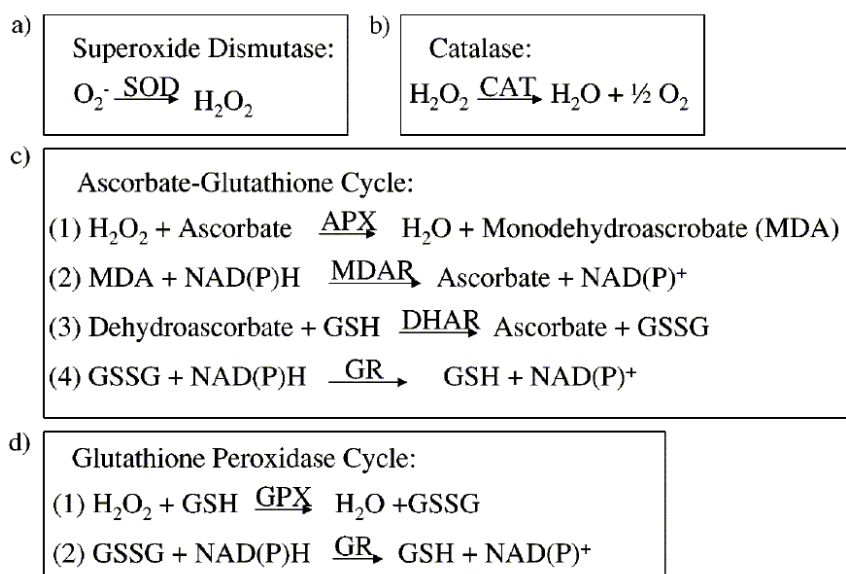 a)
Superoxide Dismutase:
O₂⁻ SOD H₂O₂
b)
Catalase:
H₂O₂ CAT H₂O + ½ O₂
c)
Ascorbate-Glutathione Cycle:
(1) H₂O₂ + Ascorbate APX H₂O + Monodehydroascrobate (MDA)
(2) MDA + NAD(P)H MDAR Ascorbate + NAD(P)⁺
(3) Dehydroascorbate + GSH DHAR Ascorbate + GSSG
(4) GSSG + NAD(P)H GR GSH + NAD(P)⁺
d)
Glutathione Peroxidase Cycle:
(1) H₂O₂ + GSH GPX H₂O +GSSG
(2) GSSG + NAD(P)H GR GSH + NAD(P)⁺